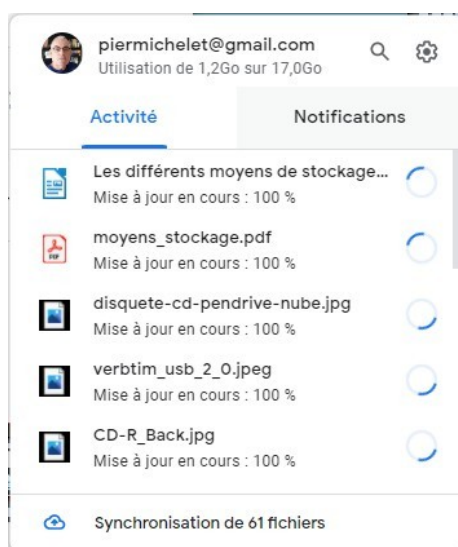 piermichelet@gmail.com
Utilisation de 1,2Go sur 17,0Go
Activité
Notifications
Les différents moyens de stockage...
Mise à jour en cours : 100 %
PDF
moyens_stockage.pdf
Mise à jour en cours : 100 %
disquete-cd-pendrive-nube.jpg
Mise à jour en cours : 100 %
verbtim_usb_2_0.jpeg
Mise à jour en cours : 100 %
CD-R_Back.jpg
Mise à jour en cours : 100 %
Synchronisation de 61 fichiers